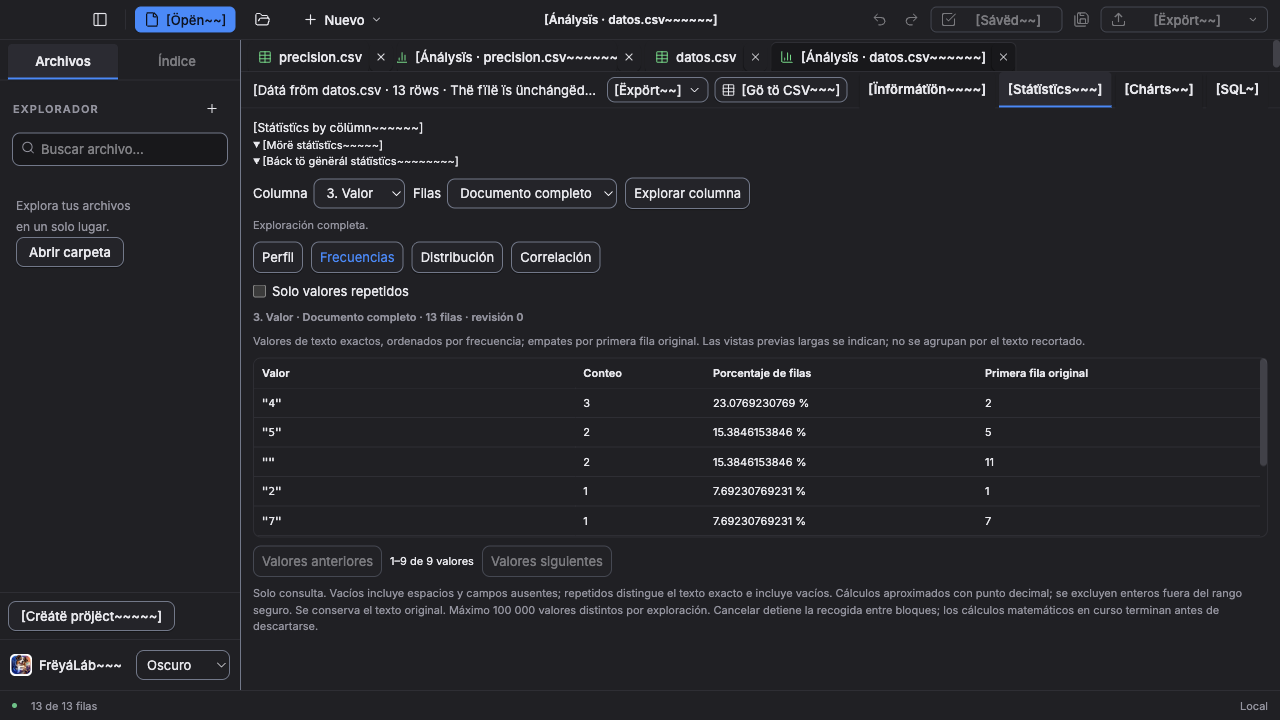 [Öpën~~]
Nuevo
[Ánálysïs · datos.csv~~~~~~]
[Sávëd~~]
[Ëxpört~~]
Archivos
Índice
precision.csv
[Ánálysïs · precision.csv~~~~~~
datos.csv
[Ánálysïs · datos.csv~~~~~~]
EXPLORADOR
[Dátá fröm datos.csv · 13 röws · Thë fïlë ïs ünchángëd...
[Ëxpört~~]
[Gö tö CSV~~~]
[Ïnförmátïön~~~~]
[Státïstïcs~~~]
[Chárts~~]
[SQL~]
Buscar archivo...
Explora tus archivos
en un solo lugar.
Abrir carpeta
[Státïstïcs by cölümn~~~~~~]
[Mörë státïstïcs~~~~~]
[Báck tö gënërál státïstïcs~~~~~~~~]
Columna
3. Valor
Filas
Documento completo
Explorar columna
Exploración completa.
Perfil
Frecuencias
Distribución
Correlación
Solo valores repetidos
3. Valor · Documento completo · 13 filas · revisión 0
Valores de texto exactos, ordenados por frecuencia; empates por primera fila original. Las vistas previas largas se indican; no se agrupan por el texto recortado.
Valor Conteo Porcentaje de filas Primera fila original
"4" 3 23.0769230769 % 2
"5" 2 15.3846153846 % 5
"" 2 15.3846153846 % 11
"2" 1 7.69230769231 % 1
"7" 1 7.69230769231 % 7
Valores anteriores
1–9 de 9 valores
Valores siguientes
Solo consulta. Vacíos incluye espacios y campos ausentes; repetidos distingue el texto exacto e incluye vacíos. Cálculos aproximados con punto decimal; se excluyen enteros fuera del rango
seguro. Se conserva el texto original. Máximo 100 000 valores distintos por exploración. Cancelar detiene la recogida entre bloques; los cálculos matemáticos en curso terminan antes de
descartarse.
[Crëátë pröjëct~~~~~]
FrëyáLáb~~~
Oscuro
13 de 13 filas
Local